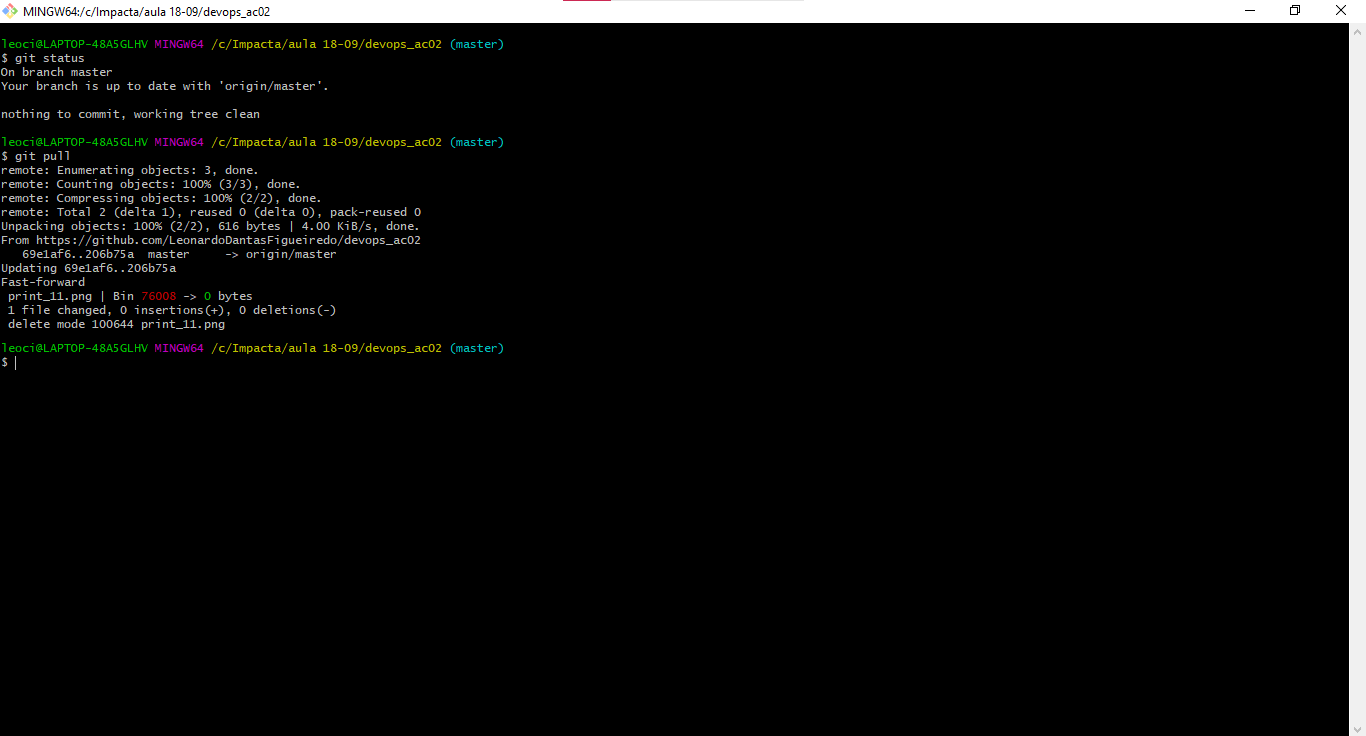 MINGW64:/c/Impacta/aula 18-09/devops_ac02
leoci@LAPTOP-48A5GLHV MINGW64 /c/Impacta/aula 18-09/devops_ac02 (master)
$ git status
On branch master
Your branch is up to date with 'origin/master'.
nothing to commit, working tree clean
leoci@LAPTOP-48A5GLHV MINGW64 /c/Impacta/aula 18-09/devops_ac02 (master)
$ git pull
remote: Enumerating objects: 3, done.
remote: Counting objects: 100% (3/3), done.
remote: Compressing objects: 100% (2/2), done.
remote: Total 2 (delta 1), reused 0 (delta 0), pack-reused 0
Unpacking objects: 100% (2/2), 616 bytes | 4.00 KiB/s, done.
From https://github.com/LeonardoDantasFigueiredo/devops_ac02
   69e1af6..206b75a  master     -> origin/master
Updating 69e1af6..206b75a
Fast-forward
 print_11.png | Bin 76008 -> 0 bytes
 1 file changed, 0 insertions(+), 0 deletions(-)
 delete mode 100644 print_11.png
leoci@LAPTOP-48A5GLHV MINGW64 /c/Impacta/aula 18-09/devops_ac02 (master)
$